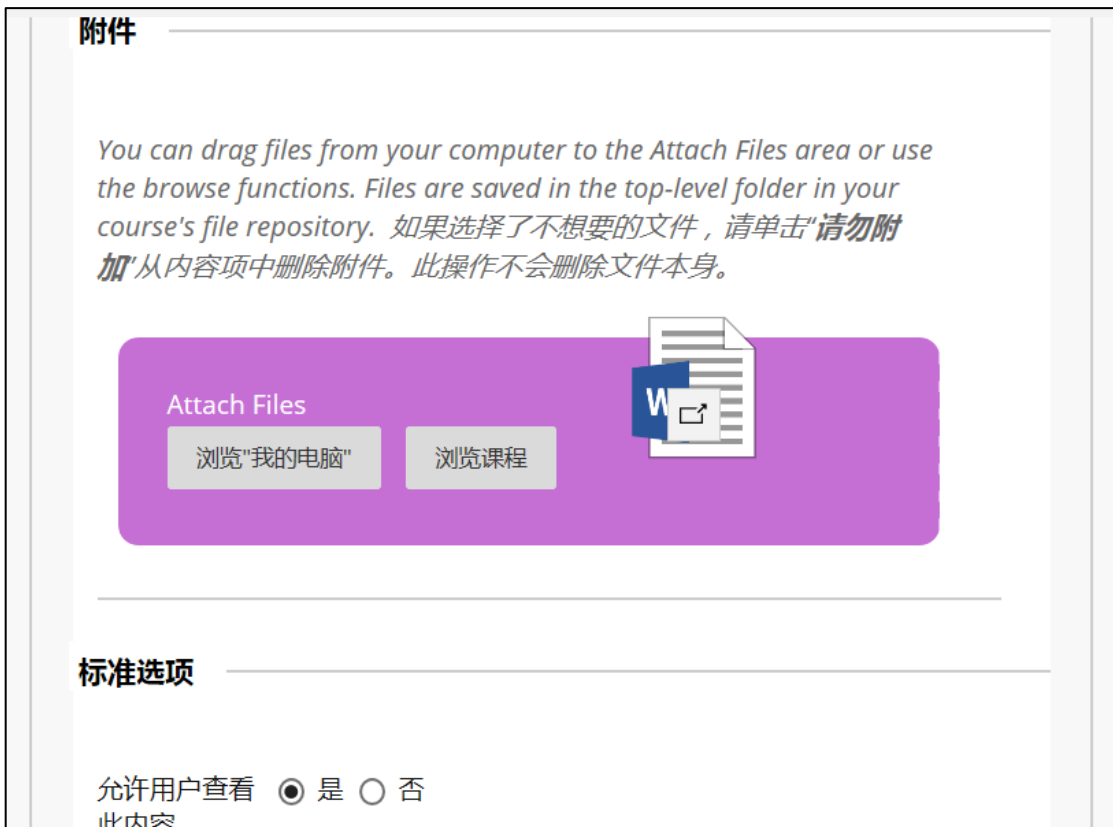 附件
You can drag files from your computer to the Attach Files area or use
the browse functions. Files are saved in the top-level folder in your
course's file repository. 如果选择了不想要的文件，请单击“请勿附
加”从内容项中删除附件。此操作不会删除文件本身。
W
Attach Files
浏览"我的电脑" 浏览课程
标准选项
允许用户查看 是 否
此内容